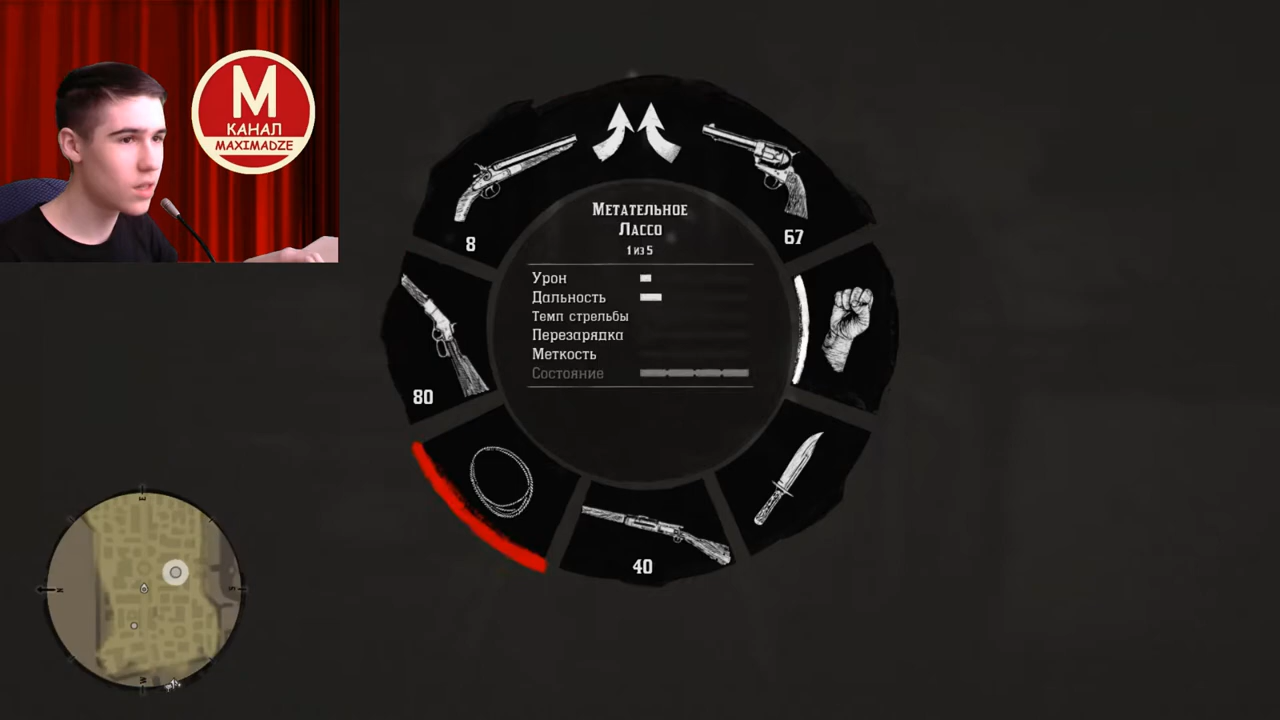 М
КАНАЛ
MAXIMADZE
8
67
Метательное
Лассо
1 из 5
Урон
Дальность
Темп стрельбы
Перезарядка
Меткость
Состояние
80
40
E
N
S
W